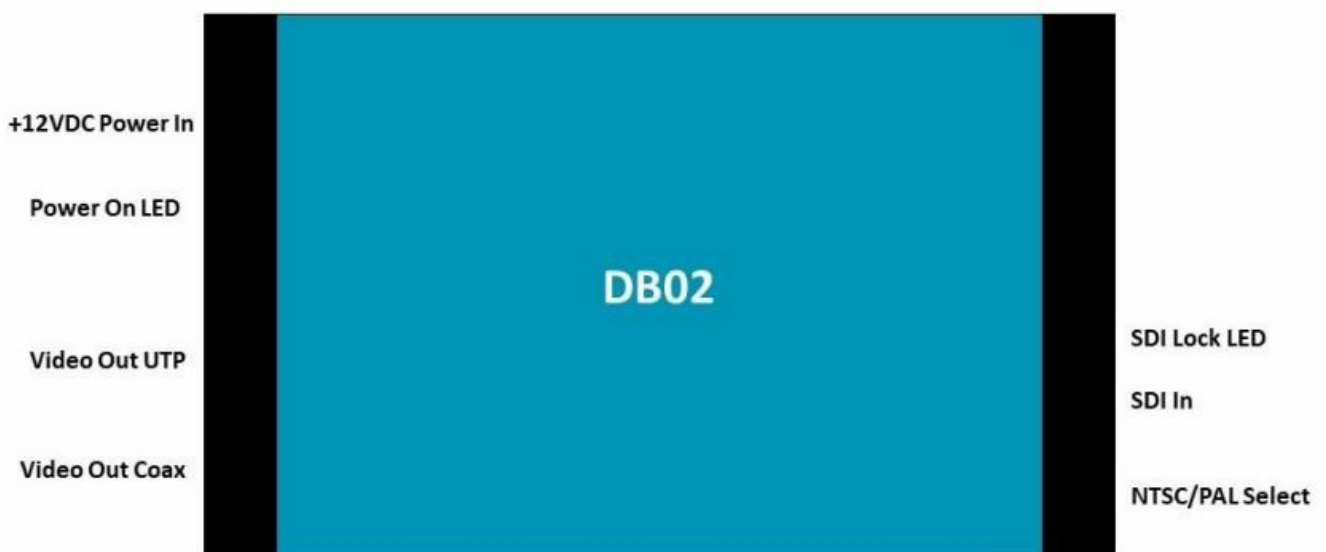 +12VDC Power In
Power On LED
Video Out UTP
Video Out Coax
DB02
SDI Lock LED
SDI In
NTSC/PAL Select